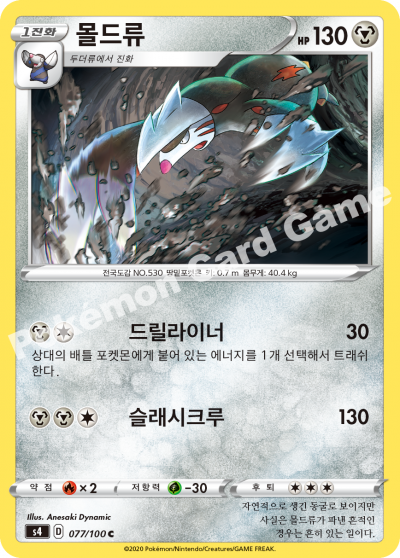 1진화
몰드류
HP 130
두더류에서 진화
전국도감 NO.530 땅밑포켓몬 키: 0.7 m 몸무게: 40.4 kg
Pokémon Card Game
드릴라이너 30
상대의 배틀 포켓몬에게 붙어 있는 에너지를 1개 선택해서 트래쉬
한다.
슬래시크루 130
약점 ×2 저항력 -30 후퇴
Illus. Anesaki Dynamic
s4 D 077/100 C
자연적으로 생긴 동굴로 보이지만
사실은 몰드류가 파낸 흔적인
경우는 흔히 있는 일이다.
©2020 Pokémon/Nintendo/Creatures/GAME FREAK.